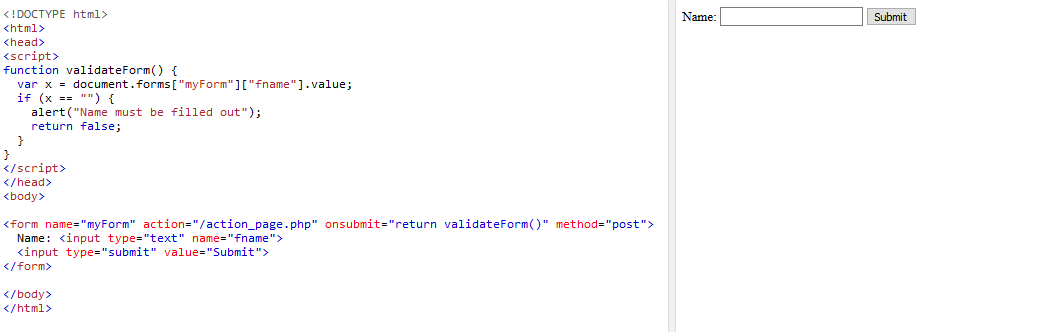 <!DOCTYPE html>
<html>
<head>
<script>
function validateForm() {
  var x = document.forms["myForm"]["fname"].value;
  if (x == "") {
    alert("Name must be filled out");
    return false;
  }
}
</script>
</head>
<body>

<form name="myForm" action="/action_page.php" onsubmit="return validateForm()" method="post">
  Name: <input type="text" name="fname">
  <input type="submit" value="Submit">
</form>

</body>
</html>
Name: Submit